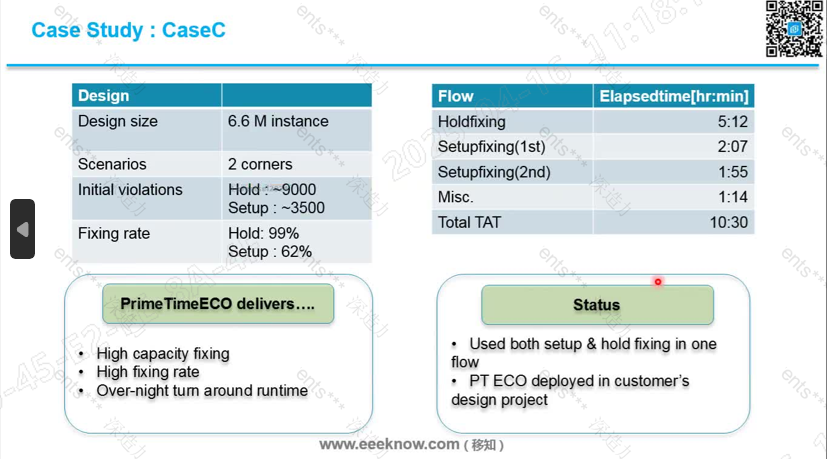 Case Study : CaseC
Design
Design size 6.6 M instance
Scenarios 2 corners
Initial violations Hold : ~9000
Setup : ~3500
Fixing rate Hold: 99%
Setup : 62%
Flow Elapsedtime[hr:min]
Holdfixing 5:12
Setupfixing(1st) 2:07
Setupfixing(2nd) 1:55
Misc. 1:14
Total TAT 10:30
PrimeTimeECO delivers….
• High capacity fixing
• High fixing rate
• Over-night turn around runtime
Status
• Used both setup & hold fixing in one
flow
• PT ECO deployed in customer's
design project
www.eeeknow.com ( 移知 )